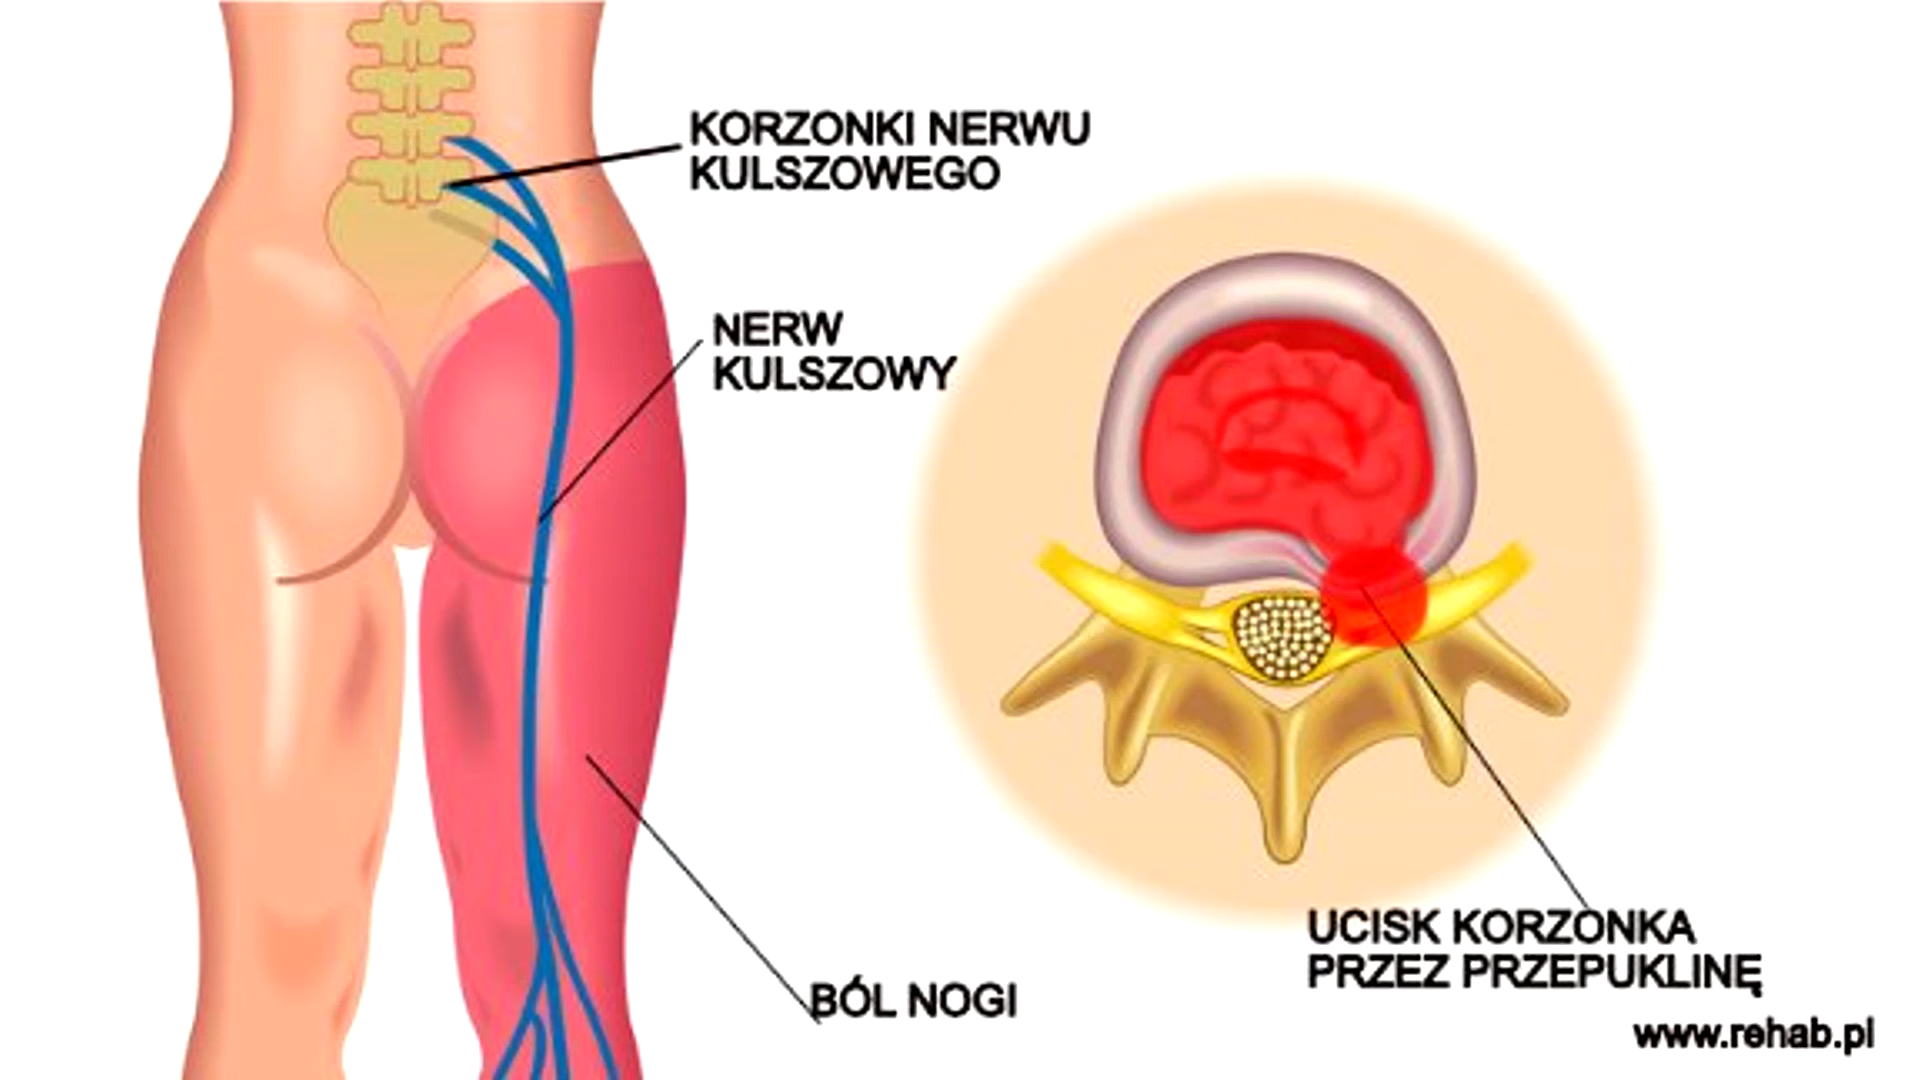 KORZONKI NERWU
KULSZOWEGO
NERW
KULSZOWY
BÓL NOGI
UCISK KORZONKA
PRZEZ PRZEPUKLINĘ
www.rehab.pl